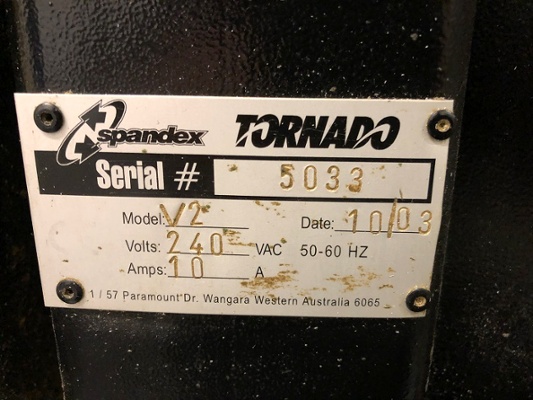 spandex TORNADO
Serial # 5033
Model: V2 Date: 10/03
Volts: 240 VAC 50-60 HZ
Amps: 10 A
1 / 57 Paramount Dr. Wangara Western Australia 6065